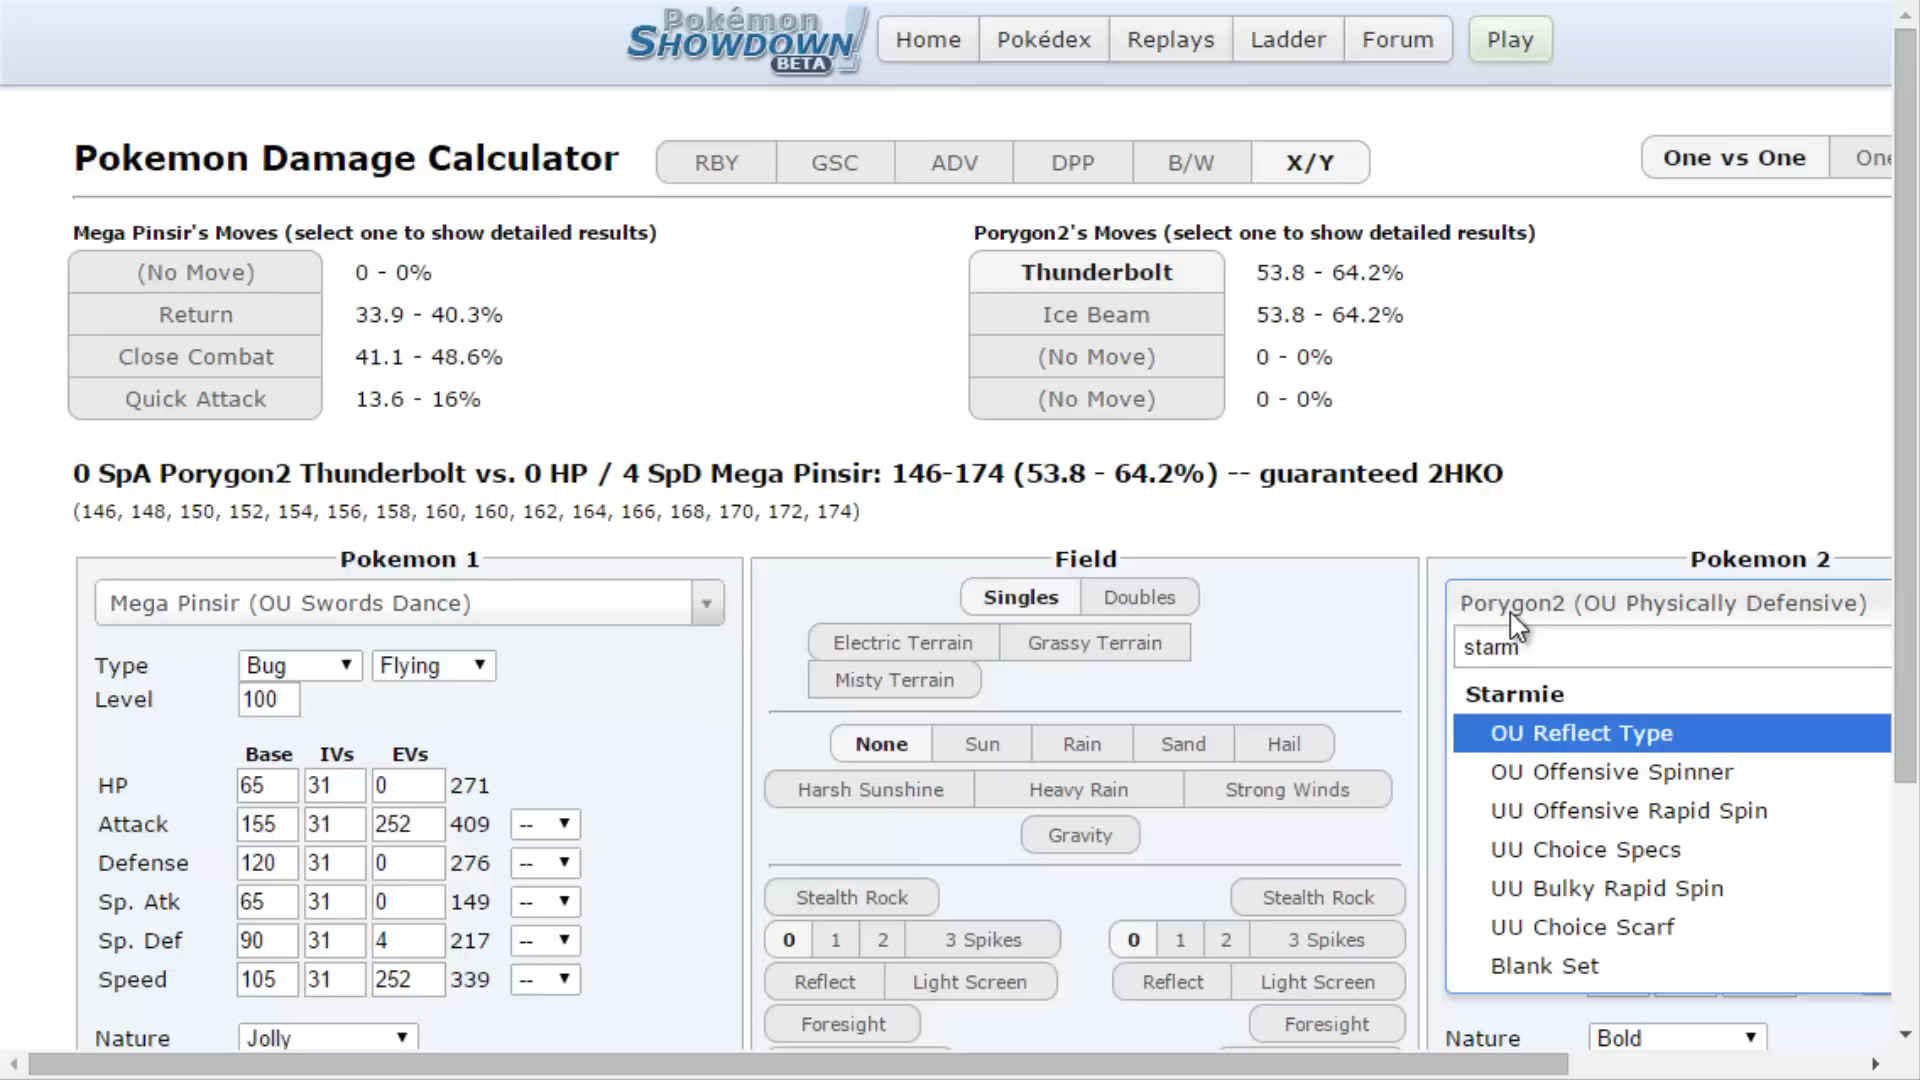 Pokémon
SHOWDOWN!
BETA
Home Pokédex Replays Ladder Forum Play
Pokemon Damage Calculator RBY GSC ADV DPP B/W X/Y One vs One One
Mega Pinsir's Moves (select one to show detailed results)
(No Move) 0 - 0%
Return 33.9 - 40.3%
Close Combat 41.1 - 48.6%
Quick Attack 13.6 - 16%
Porygon2's Moves (select one to show detailed results)
Thunderbolt 53.8 - 64.2%
Ice Beam 53.8 - 64.2%
(No Move) 0 - 0%
(No Move) 0 - 0%
0 SpA Porygon2 Thunderbolt vs. 0 HP / 4 SpD Mega Pinsir: 146-174 (53.8 - 64.2%) -- guaranteed 2HKO
(146, 148, 150, 152, 154, 156, 158, 160, 160, 162, 164, 166, 168, 170, 172, 174)
Pokemon 1
Mega Pinsir (OU Swords Dance)
Type Bug Flying
Level 100
Base IVs EVs
HP 65 31 0 271
Attack 155 31 252 409 --
Defense 120 31 0 276 --
Sp. Atk 65 31 0 149 --
Sp. Def 90 31 4 217 --
Speed 105 31 252 339 --
Nature Jolly
Field
Singles Doubles
Electric Terrain Grassy Terrain
Misty Terrain
None Sun Rain Sand Hail
Harsh Sunshine Heavy Rain Strong Winds
Gravity
Stealth Rock Stealth Rock
0 1 2 3 Spikes 0 1 2 3 Spikes
Reflect Light Screen Reflect Light Screen
Foresight Foresight
Pokemon 2
Porygon2 (OU Physically Defensive)
starm
Starmie
OU Reflect Type
OU Offensive Spinner
UU Offensive Rapid Spin
UU Choice Specs
UU Bulky Rapid Spin
UU Choice Scarf
Blank Set
Nature Bold